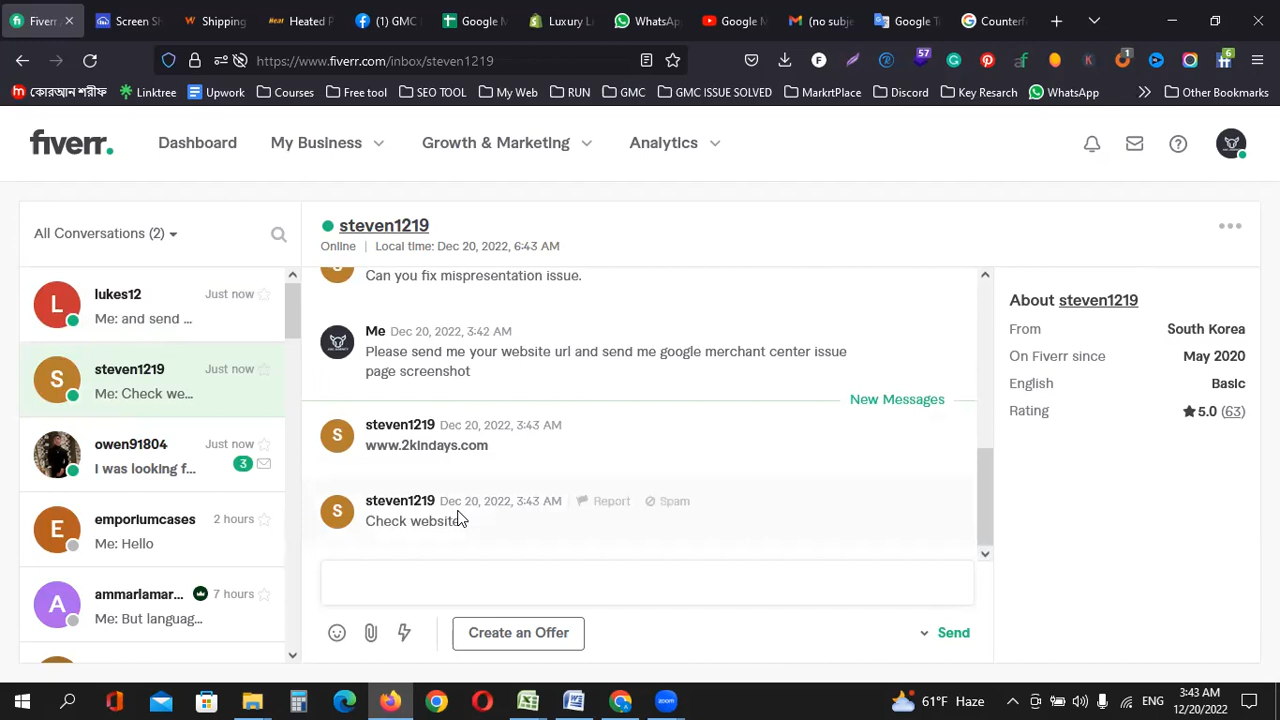 Fiverr
Screen Sh
Shipping
Heated P
(1) GMC
Google M
Luxury L
WhatsApp
Google M
(no subje
Google T
Counterf
https://www.fiverr.com/inbox/steven1219
57
1
6
কোরআন শরীফ
Linktree
Upwork
Courses
Free tool
SEO TOOL
My Web
RUN
GMC
GMC ISSUE SOLVED
MarkrtPlace
Discord
Key Resarch
WhatsApp
Other Bookmarks
fiverr.
Dashboard
My Business
Growth & Marketing
Analytics
All Conversations (2)
L
lukes12
Just now
Me: and send ...
S
steven1219
Just now
Me: Check we...
owen91804
Just now
I was looking f...
3
E
emporiumcases
2 hours
Me: Hello
A
ammarlamar...
7 hours
Me: But languag...
steven1219
Online | Local time: Dec 20, 2022, 6:43 AM
S
Can you fix mispresentation issue.
Me Dec 20, 2022, 3:42 AM
Please send me your website url and send me google merchant center issue
page screenshot
New Messages
S
steven1219 Dec 20, 2022, 3:43 AM
www.2kindays.com
S
steven1219 Dec 20, 2022, 3:43 AM Report Spam
Check website
Create an Offer
Send
About steven1219
From South Korea
On Fiverr since May 2020
English Basic
Rating 5.0 (63)
61°F Haze
ENG
3:43 AM
12/20/2022